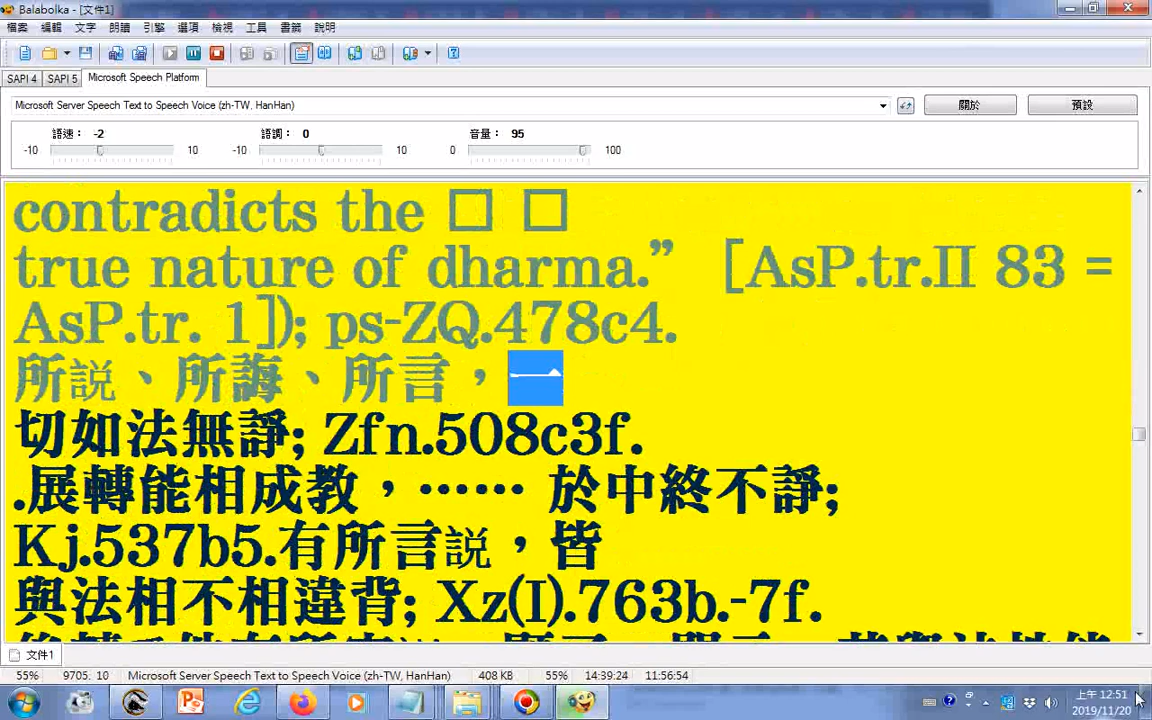 Balabolka - [文件1]
檔案 編輯 文字 朗讀 引擎 選項 檢視 工具 書籤 說明
SAPI 4 SAPI 5 Microsoft Speech Platform
Microsoft Server Speech Text to Speech Voice (zh-TW, HanHan) 關於 預設
語速： -2 語調： 0 音量： 95
-10 10 -10 10 0 100
contradicts the □ □
true nature of dharma.” [AsP.tr.II 83 =
AsP.tr. 1]); ps-ZQ.478c4.
所説、所誨、所言，一
切如法無諍; Zfn.508c3f.
.展轉能相成教，…… 於中終不諍;
Kj.537b5.有所言説，皆
與法相不相違背; Xz(I).763b.-7f.
文件1
55% 9705. 10 Microsoft Server Speech Text to Speech Voice (zh-TW, HanHan) 408 KB 55% 14:39:24 11:56:54
上午 12:51
2019/11/20